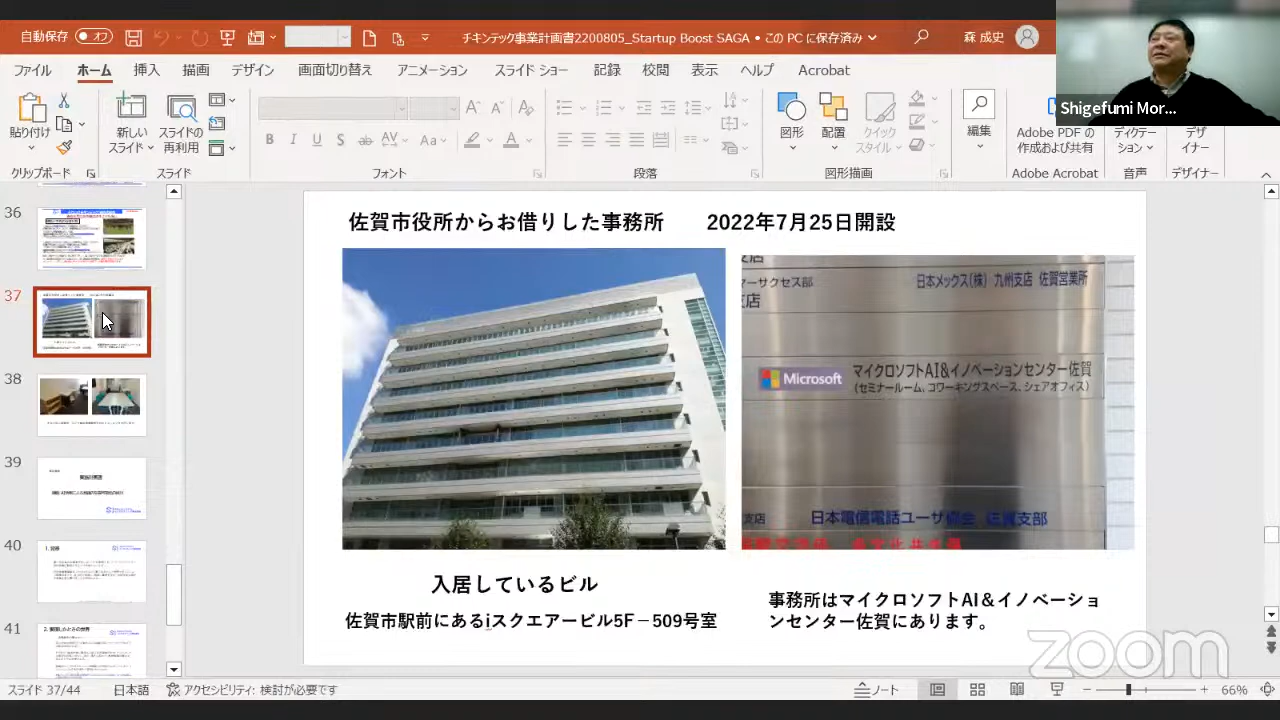 自動保存 オフ
チキンテック事業計画書2200805_Startup Boost SAGA • この PC に保存済み
森 成史
Shigefumi Mor...
ファイル ホーム 挿入 描画 デザイン 画面切り替え アニメーション スライド ショー 記録 校閲 表示 ヘルプ Acrobat
貼り付け
新しい
スライド
スライドの
再利用
図形
配置
クイック
スタイル
編集
Adobe PDF の
作成および共有
ディクテー
ション
デザ
イナー
クリップボード スライド フォント 段落 図形描画 Adobe Acrobat 音声 デザイナー
36
37
38
39
40
41
佐賀市役所からお借りした事務所 2022年7月25日開設
マーサクセス部
支店
日本メックス(株) 九州支店 佐賀営業所
Microsoft
マイクロソフトAI&イノベーションセンター佐賀
(セミナールーム、コワーキングスペース、シェアオフィス)
支店
日本電信電話ユーザ協会 佐賀支部
入居しているビル
佐賀市駅前にあるiスクエアービル5F－509号室
事務所はマイクロソフトAI＆イノベーショ
ンセンター佐賀にあります。
zoom
スライド 37/44 日本語 アクセシビリティ: 検討が必要です ノート 66%